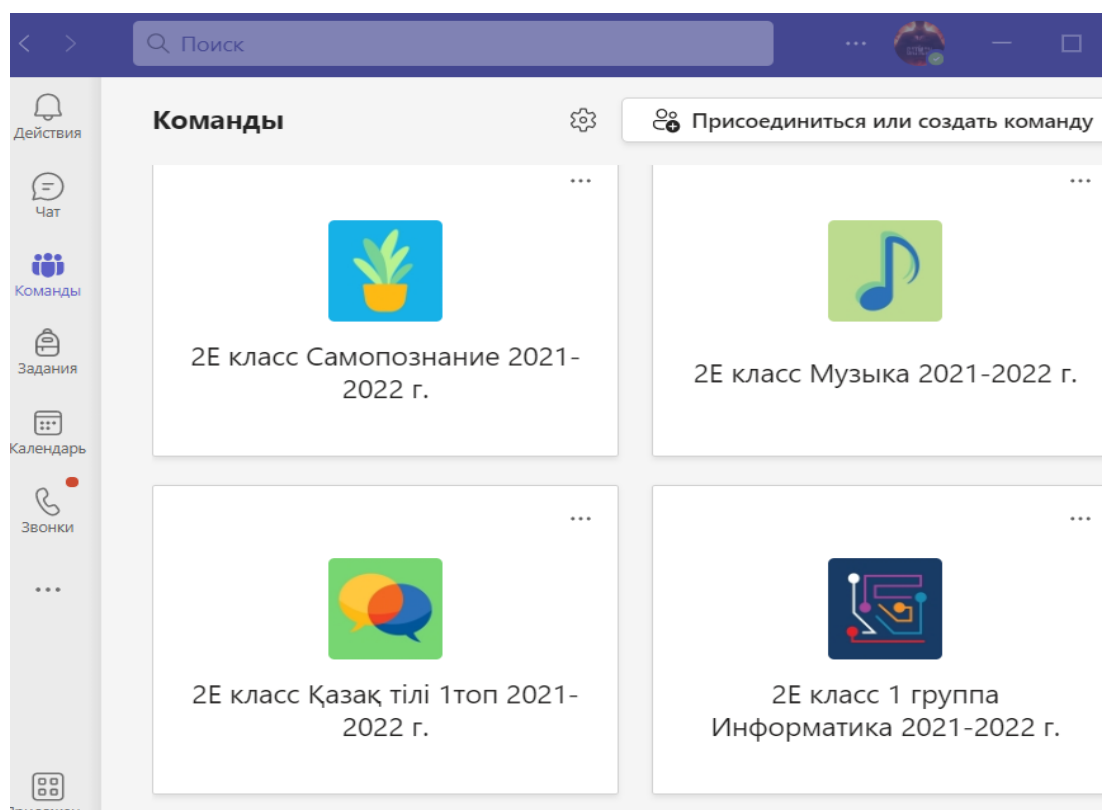 Поиск
Действия
Чат
Команды
Задания
Календарь
Звонки
Команды
Присоединиться или создать команду
2Е класс Самопознание 2021-
2022 г.
2Е класс Музыка 2021-2022 г.
2Е класс Қазақ тілі 1топ 2021-
2022 г.
2Е класс 1 группа
Информатика 2021-2022 г.